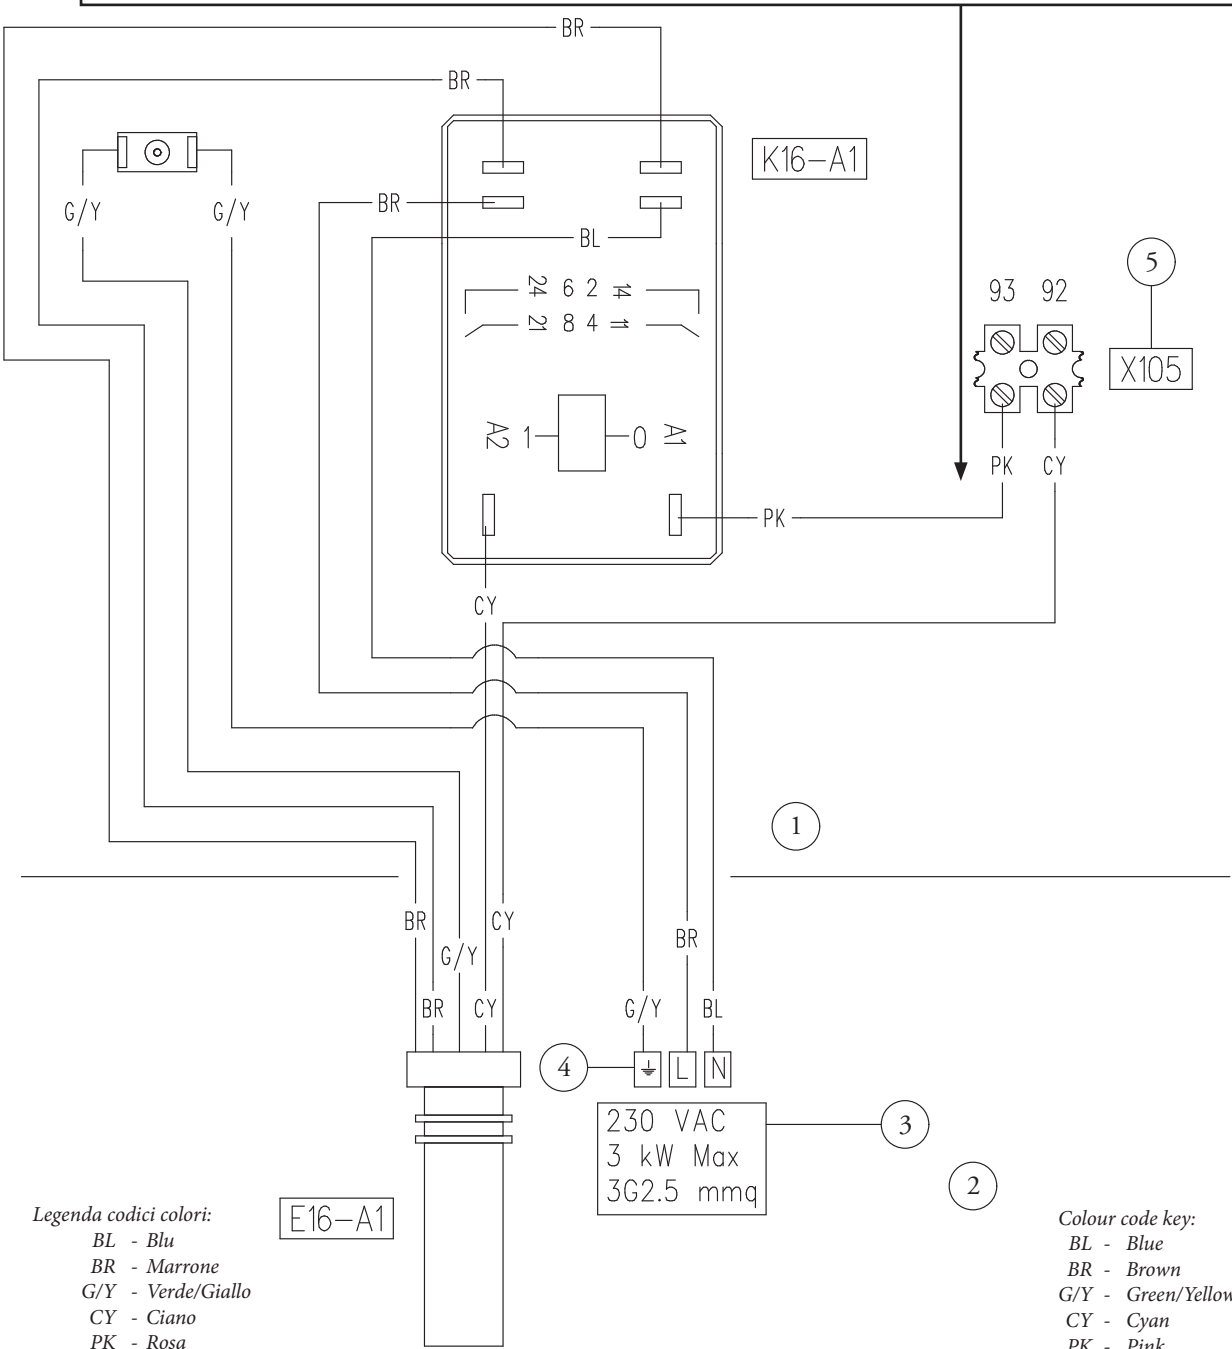 BR
BR
K16-A1
G/Y
G/Y
BR
BL
5
24 6 2 14
93 92
21 8 4 11
X105
A2 1 0 A1
PK CY
PK
CY
1
BR
CY
BR
G/Y
BR
CY
G/Y
BL
4
L
N
230 VAC
3 kW Max
3G2.5 mmq
3
2
E16-A1
Legenda codici colori:
BL - Blu
BR - Marrone
G/Y - Verde/Giallo
CY - Ciano
PK - Rosa
Colour code key:
BL - Blue
BR - Brown
G/Y - Green/Yellow
CY - Cyan
PK - Pink